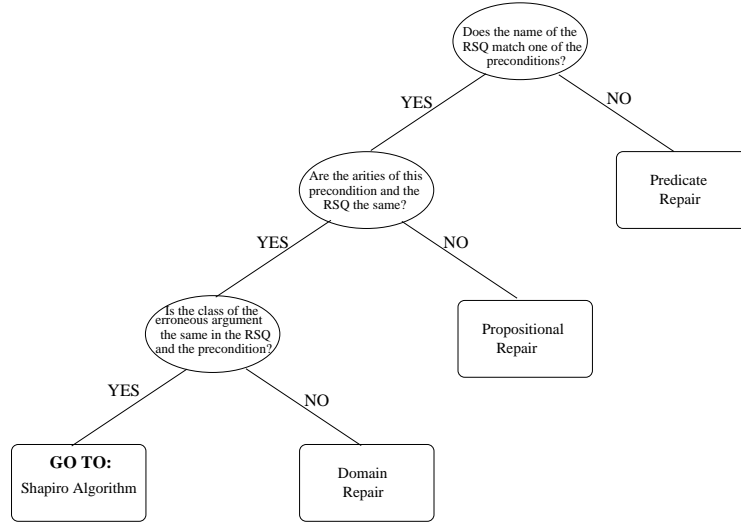 Does the name of the
RSQ match one of the
preconditions?
YES
NO
Are the arities of this
precondition and the
RSQ the same?
Predicate
Repair
YES
NO
Is the class of the
erroneous argument
the same in the RSQ
and the precondition?
Propositional
Repair
YES
NO
GO TO:
Shapiro Algorithm
Domain
Repair